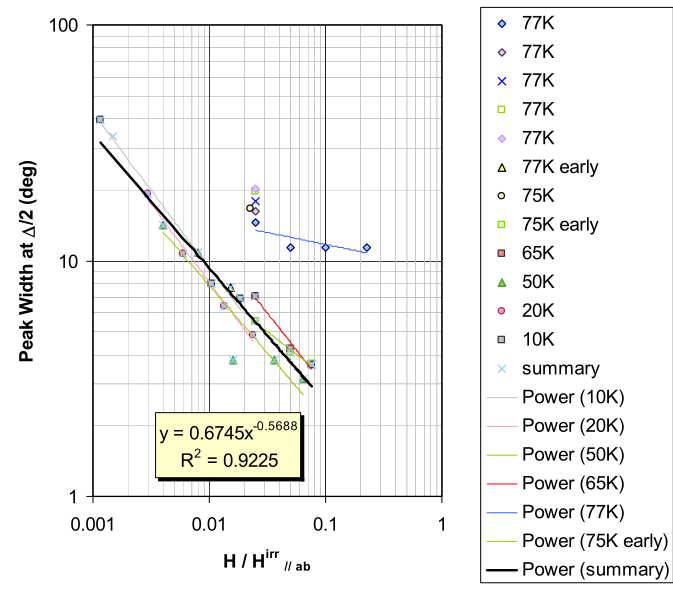 100
10
1
Peak Width at Δ/2 (deg)
y = 0.6745x^-0.5688
R² = 0.9225
0.001
0.01
0.1
1
H / H^irr // ab
77K
77K
77K
77K
77K
77K early
75K
75K early
65K
50K
20K
10K
summary
Power (10K)
Power (20K)
Power (50K)
Power (65K)
Power (77K)
Power (75K early)
Power (summary)